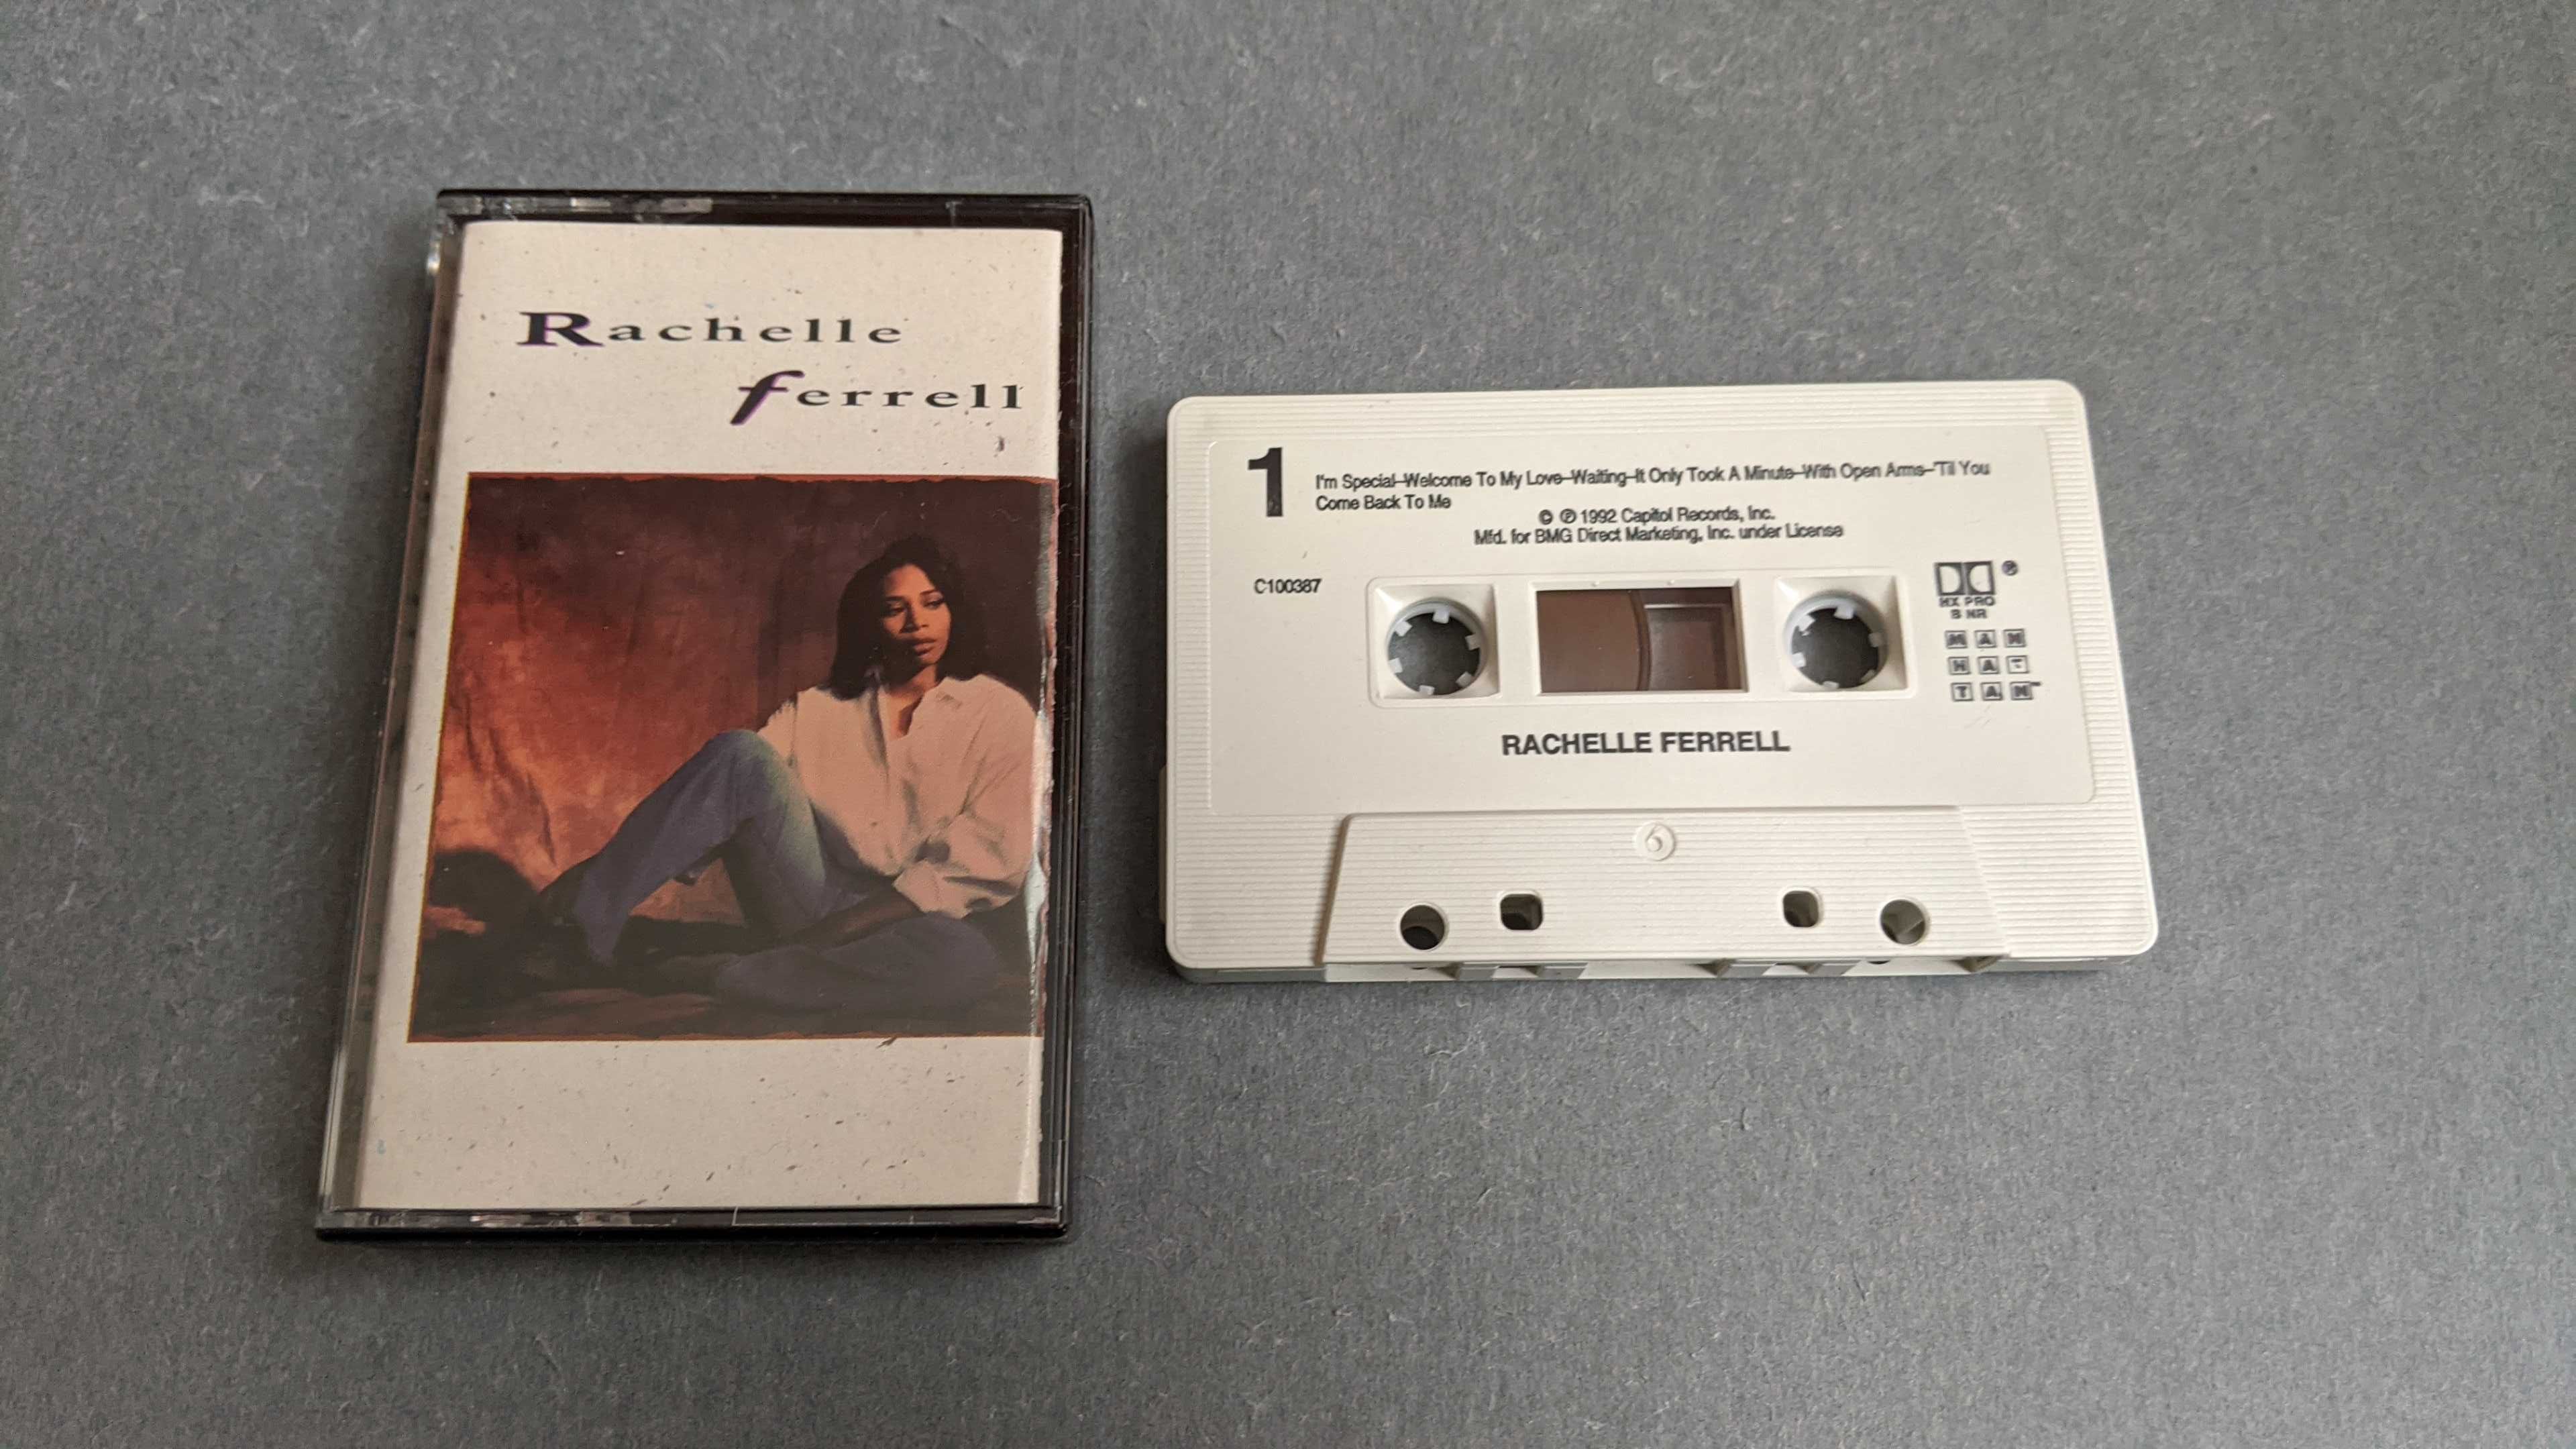 Rachelle
ferrell
1
I'm Special–Welcome To My Love–Waiting–It Only Took A Minute–With Open Arms–'Til You
Come Back To Me
© ℗ 1992 Capitol Records, Inc.
Mfd. for BMG Direct Marketing, Inc. under License
C100387
®
HX PRO
B NR
MAN
HAT
TAN™
RACHELLE FERRELL
6